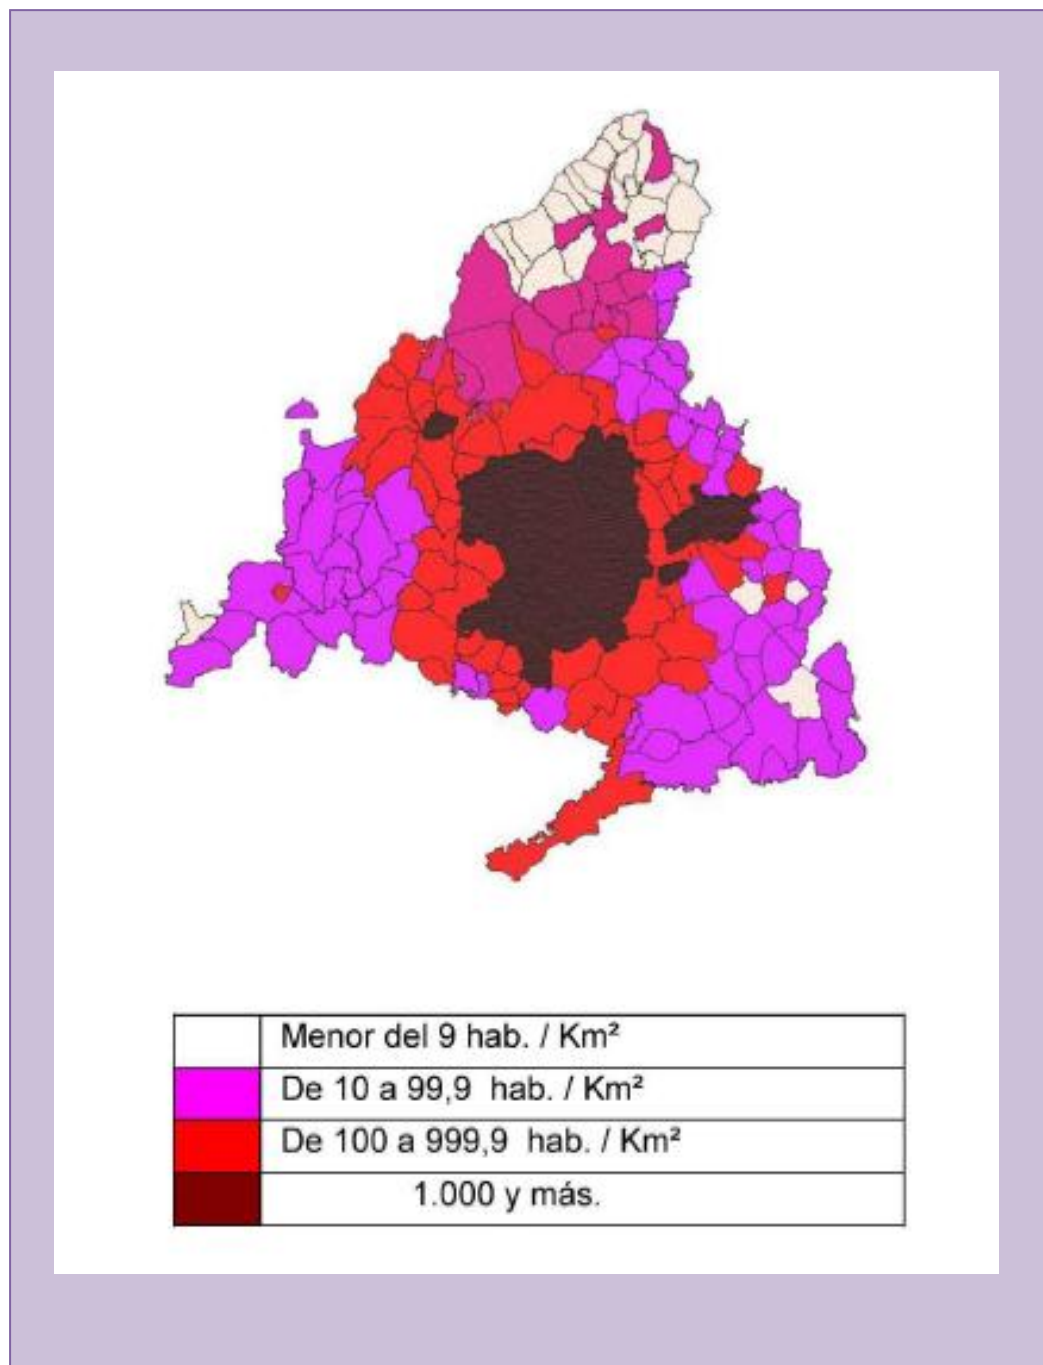 Menor del 9 hab. / Km²
De 10 a 99,9 hab. / Km²
De 100 a 999,9 hab. / Km²
1.000 y más.